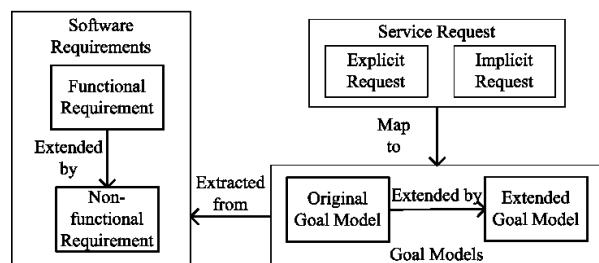 Software
Requirements
Functional
Requirement
Extended
by
Non-
functional
Requirement
Extracted
from
Service Request
Explicit
Request
Implicit
Request
Map
to
Original
Goal Model
Extended by
Extended
Goal Model
Goal Models